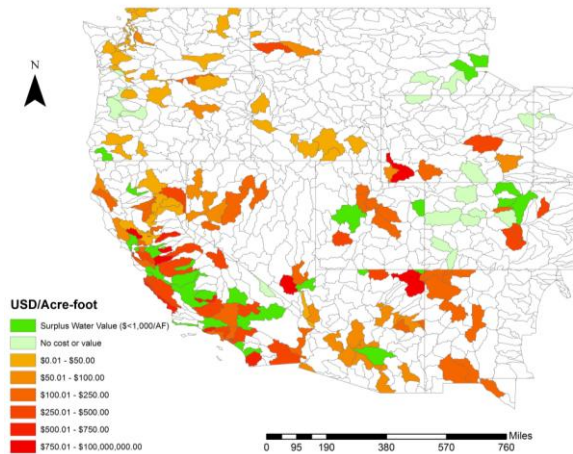 N
USD/Acre-foot
Surplus Water Value ($<1,000/AF)
No cost or value
$0.01 - $50.00
$50.01 - $100.00
$100.01 - $250.00
$250.01 - $500.00
$500.01 - $750.00
$750.01 - $100,000,000.00
Miles
0 95 190 380 570 760